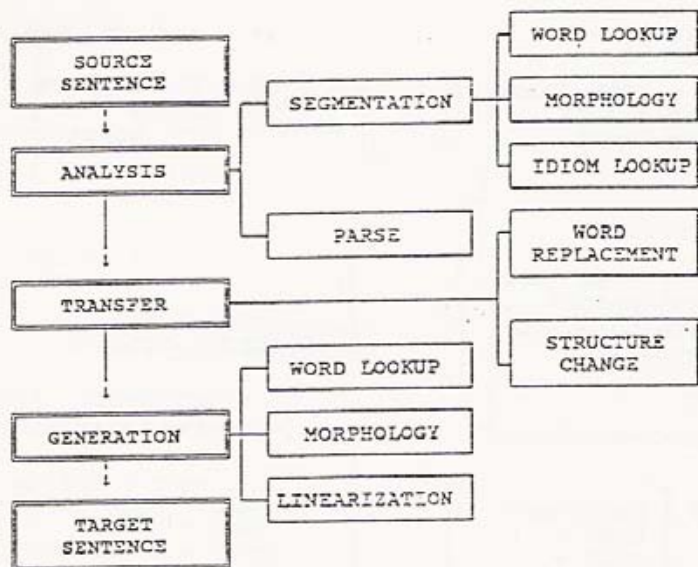 SOURCE
SENTENCE
ANALYSIS
TRANSFER
GENERATION
TARGET
SENTENCE
SEGMENTATION
PARSE
WORD LOOKUP
MORPHOLOGY
IDIOM LOOKUP
WORD
REPLACEMENT
STRUCTURE
CHANGE
WORD LOOKUP
MORPHOLOGY
LINEARIZATION